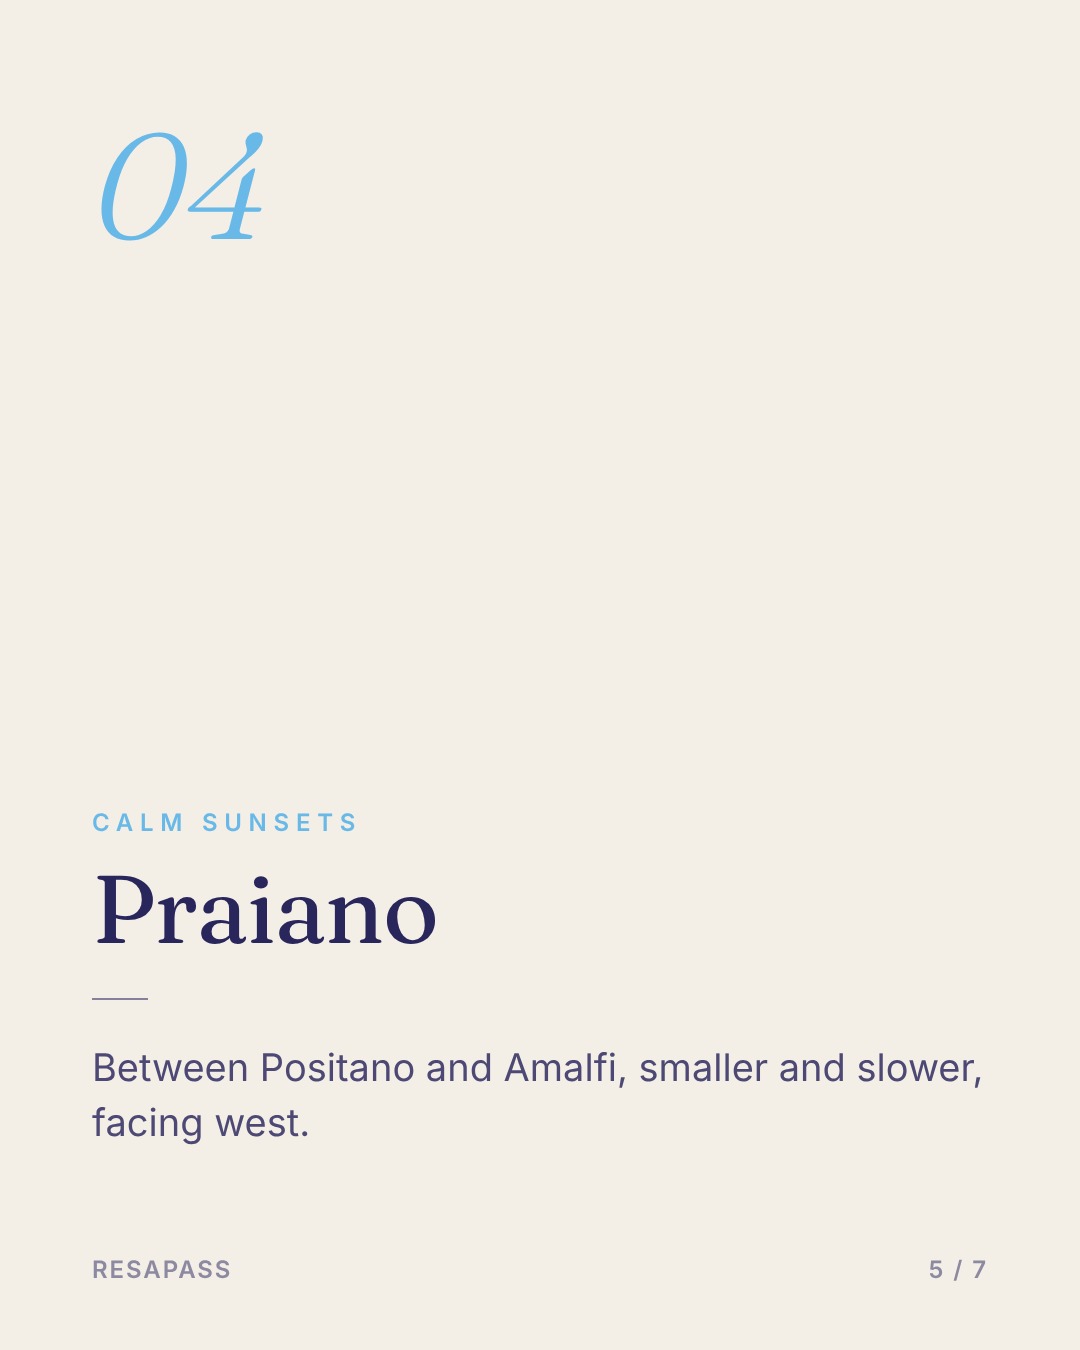 04
CALM SUNSETS
Praiano
Between Positano and Amalfi, smaller and slower,
facing west.
RESAPASS
5 / 7